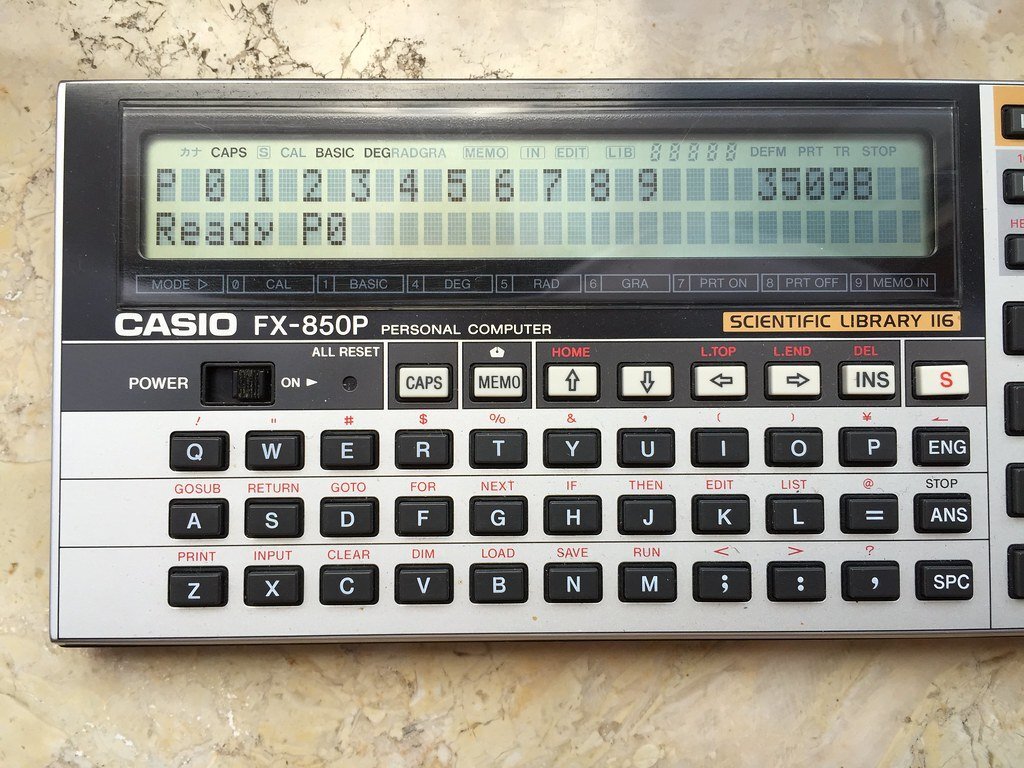 カナ CAPS S CAL BASIC DEG RAD GRA MEMO IN EDIT LIB 88888 DEFM PRT TR STOP
P 0 1 2 3 4 5 6 7 8 9 3509B
Ready P0
MODE ▷ 0 CAL 1 BASIC 4 DEG 5 RAD 6 GRA 7 PRT ON 8 PRT OFF 9 MEMO IN
CASIO FX-850P PERSONAL COMPUTER SCIENTIFIC LIBRARY 116
ALL RESET HOME L.TOP L.END DEL
POWER ON ► CAPS MEMO ⇧ ⇩ ⇦ ⇨ INS S
! " # $ % & ' ( ) ¥
Q W E R T Y U I O P ENG
GOSUB RETURN GOTO FOR NEXT IF THEN EDIT LIST @ STOP
A S D F G H J K L = ANS
PRINT INPUT CLEAR DIM LOAD SAVE RUN < > ?
Z X C V B N M ; : , SPC